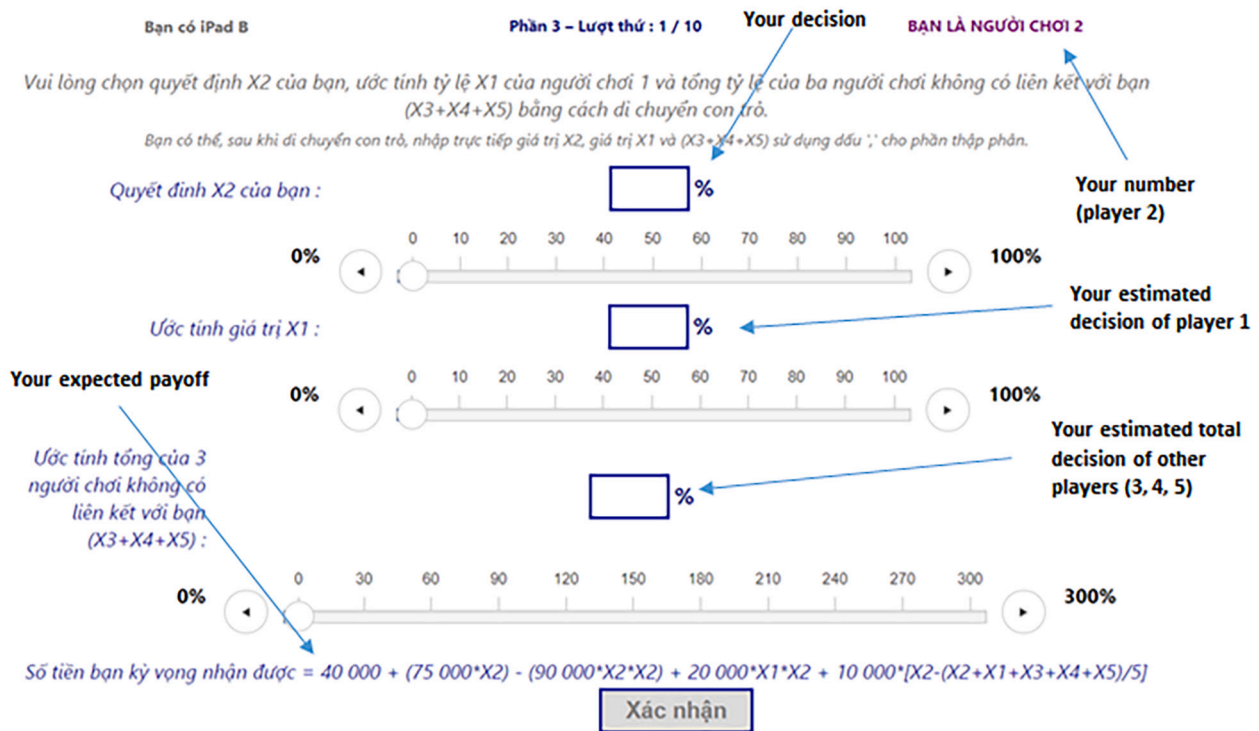 Bạn có iPad B
Phần 3 – Lượt thứ : 1 / 10
Your decision
BẠN LÀ NGƯỜI CHƠI 2
Vui lòng chọn quyết định X2 của bạn, ước tính tỷ lệ X1 của người chơi 1 và tổng tỷ lệ của ba người chơi không có liên kết với bạn
(X3+X4+X5) bằng cách di chuyển con trỏ.
Bạn có thể, sau khi di chuyển con trỏ, nhập trực tiếp giá trị X2, giá trị X1 và (X3+X4+X5) sử dụng dấu ',' cho phần thập phân.
Quyết đinh X2 của bạn :
%
Your number
(player 2)
0 10 20 30 40 50 60 70 80 90 100
0%
100%
Ước tính giá trị X1 :
%
Your estimated
decision of player 1
Your expected payoff
0 10 20 30 40 50 60 70 80 90 100
0%
100%
Ước tính tổng của 3
người chơi không có
liên kết với bạn
(X3+X4+X5) :
%
Your estimated total
decision of other
players (3, 4, 5)
0 30 60 90 120 150 180 210 240 270 300
0%
300%
Số tiền bạn kỳ vọng nhận được = 40 000 + (75 000*X2) - (90 000*X2*X2) + 20 000*X1*X2 + 10 000*[X2-(X2+X1+X3+X4+X5)/5]
Xác nhận